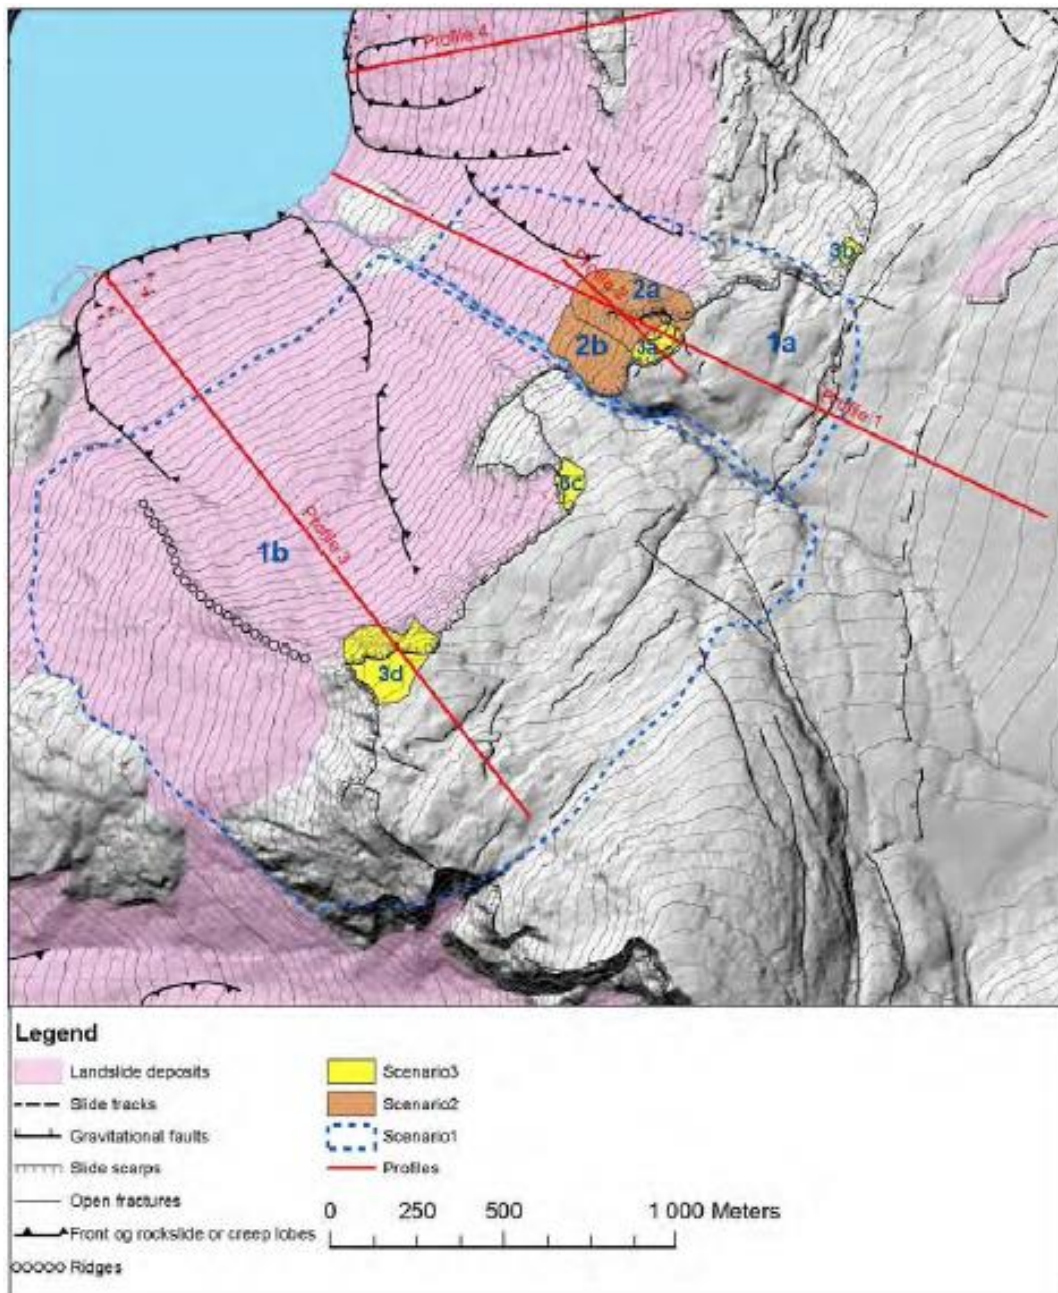 Profile 4
3b
2a
3a
2b
1a
Profile 1
3c
Profile 3
1b
3d
Legend
Landslide deposits
Slide tracks
Gravitational faults
Slide scarps
Open fractures
Front og rockslide or creep lobes
Ridges
Scenario3
Scenario2
Scenario1
Profiles
0 250 500 1 000 Meters